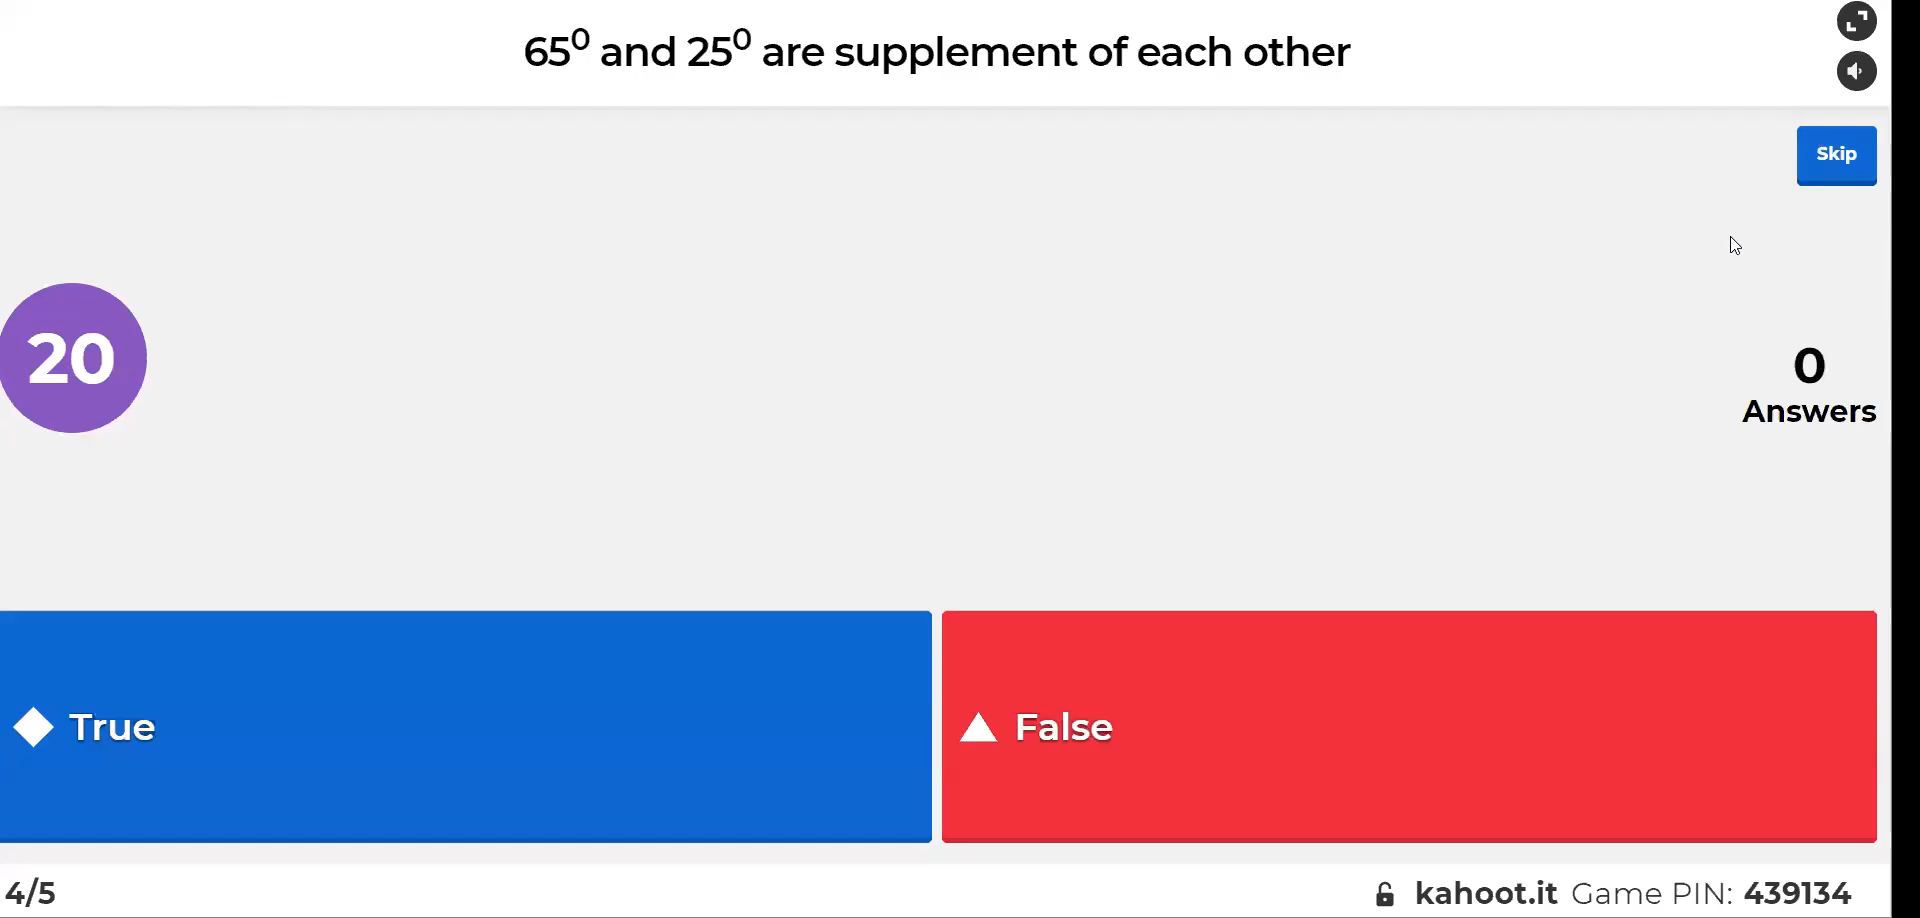 65⁰ and 25⁰ are supplement of each other
Skip
20
0
Answers
True
False
4/5
kahoot.it Game PIN: 439134